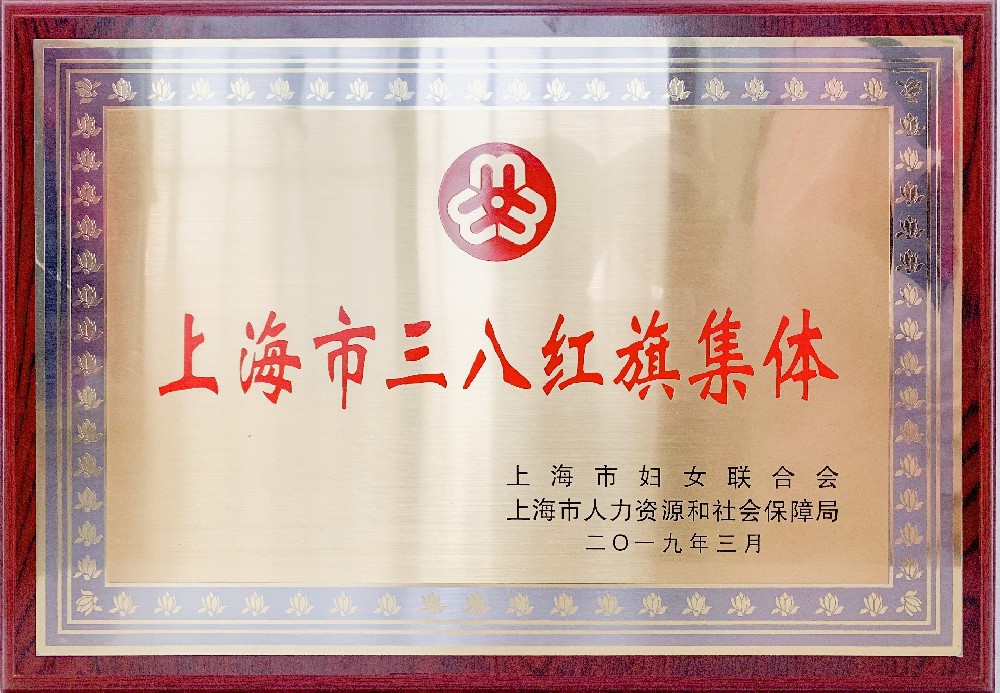 上海市三八红旗集体
上海市妇女联合会
上海市人力资源和社会保障局
二〇一九年三月